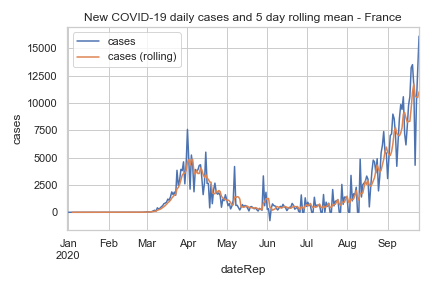 New COVID-19 daily cases and 5 day rolling mean - France
cases
cases (rolling)
15000
12500
10000
7500
5000
2500
0
cases
Jan Feb Mar Apr May Jun Jul Aug Sep
2020
dateRep